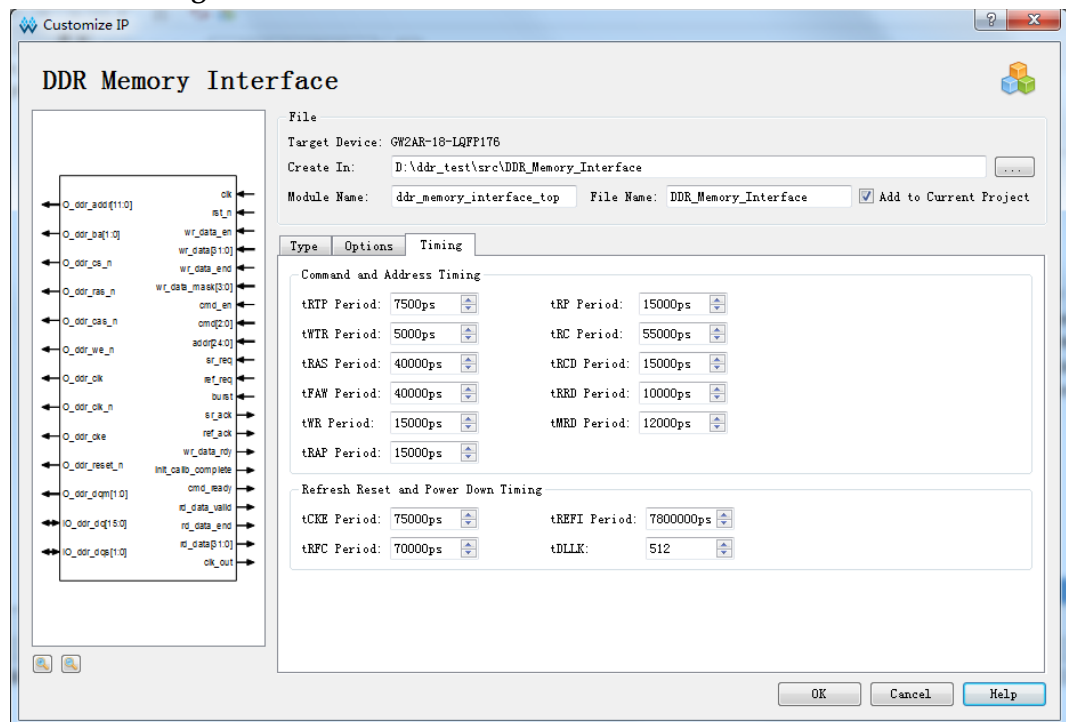 Customize IP
DDR Memory Interface
File
Target Device: GW2AR-18-LQFP176
Create In: D:\ddr_test\src\DDR_Memory_Interface ...
Module Name: ddr_memory_interface_top File Name: DDR_Memory_Interface Add to Current Project
O_ddr_addr[11:0]
O_ddr_ba[1:0]
O_ddr_cs_n
O_ddr_ras_n
O_ddr_cas_n
O_ddr_we_n
O_ddr_clk
O_ddr_clk_n
O_ddr_cke
O_ddr_reset_n
O_ddr_dqm[1:0]
IO_ddr_dq[15:0]
IO_ddr_dqs[1:0]
clk
rst_n
wr_data_en
wr_data[31:0]
wr_data_end
wr_data_mask[3:0]
cmd_en
cmd[2:0]
addr[24:0]
sr_req
ref_req
burst
sr_ack
ref_ack
wr_data_rdy
init_calib_complete
cmd_ready
rd_data_valid
rd_data_end
rd_data[31:0]
clk_out
Type Options Timing
Command and Address Timing
tRTP Period: 7500ps tRP Period: 15000ps
tWTR Period: 5000ps tRC Period: 55000ps
tRAS Period: 40000ps tRCD Period: 15000ps
tFAW Period: 40000ps tRRD Period: 10000ps
tWR Period: 15000ps tMRD Period: 12000ps
tRAP Period: 15000ps
Refresh Reset and Power Down Timing
tCKE Period: 75000ps tREFI Period: 7800000ps
tRFC Period: 70000ps tDLLK: 512
OK Cancel Help